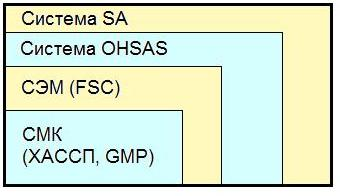 Система SA
Система OHSAS
СЭМ (FSC)
СМК
(ХАССП, GMP)